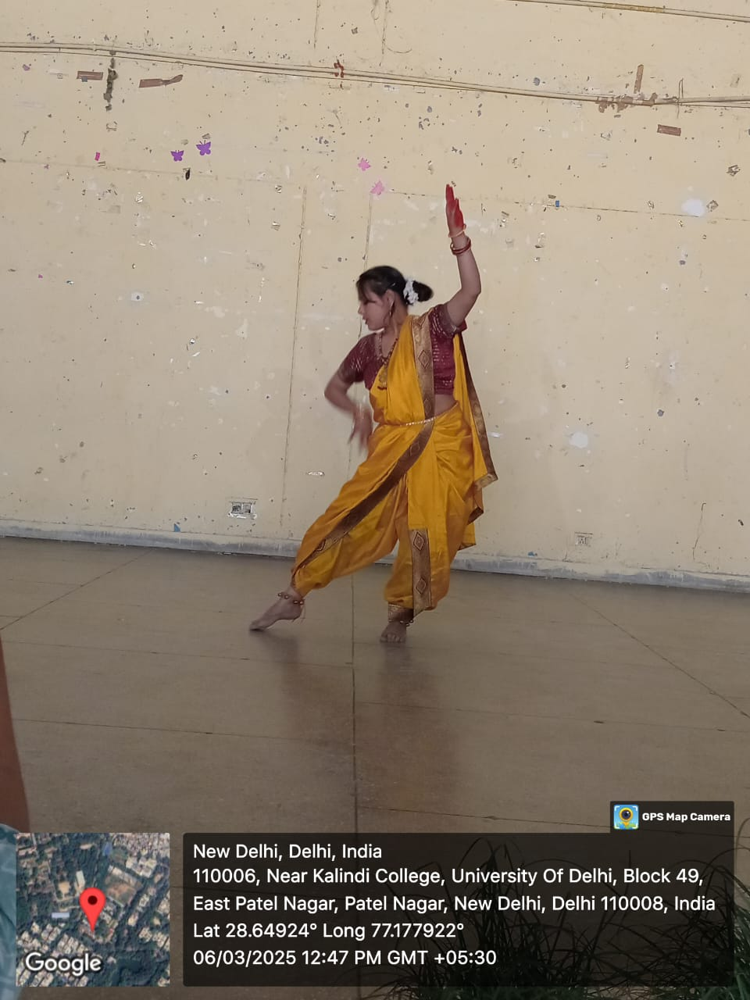 GPS Map Camera
New Delhi, Delhi, India
110006, Near Kalindi College, University Of Delhi, Block 49,
East Patel Nagar, Patel Nagar, New Delhi, Delhi 110008, India
Lat 28.64924° Long 77.177922°
06/03/2025 12:47 PM GMT +05:30
Google